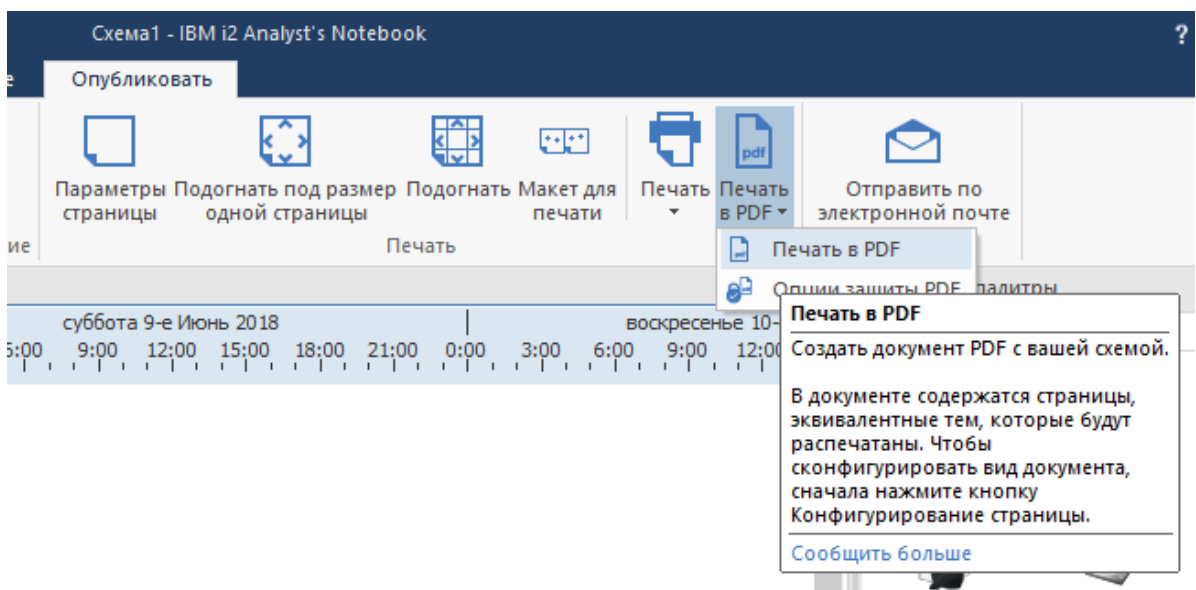 Схема1 - IBM i2 Analyst's Notebook
?
е
Опубликовать
Параметры страницы
Подогнать под размер одной страницы
Подогнать
Макет для печати
Печать
Печать в PDF
Отправить по электронной почте
ие
Печать
Печать в PDF
Опции защиты PDF
палитры
суббота 9-е Июнь 2018
воскресенье 10-
6:00 9:00 12:00 15:00 18:00 21:00 0:00 3:00 6:00 9:00 12:00
Печать в PDF
Создать документ PDF с вашей схемой.
В документе содержатся страницы,
эквивалентные тем, которые будут
распечатаны. Чтобы
сконфигурировать вид документа,
сначала нажмите кнопку
Конфигурирование страницы.
Сообщить больше